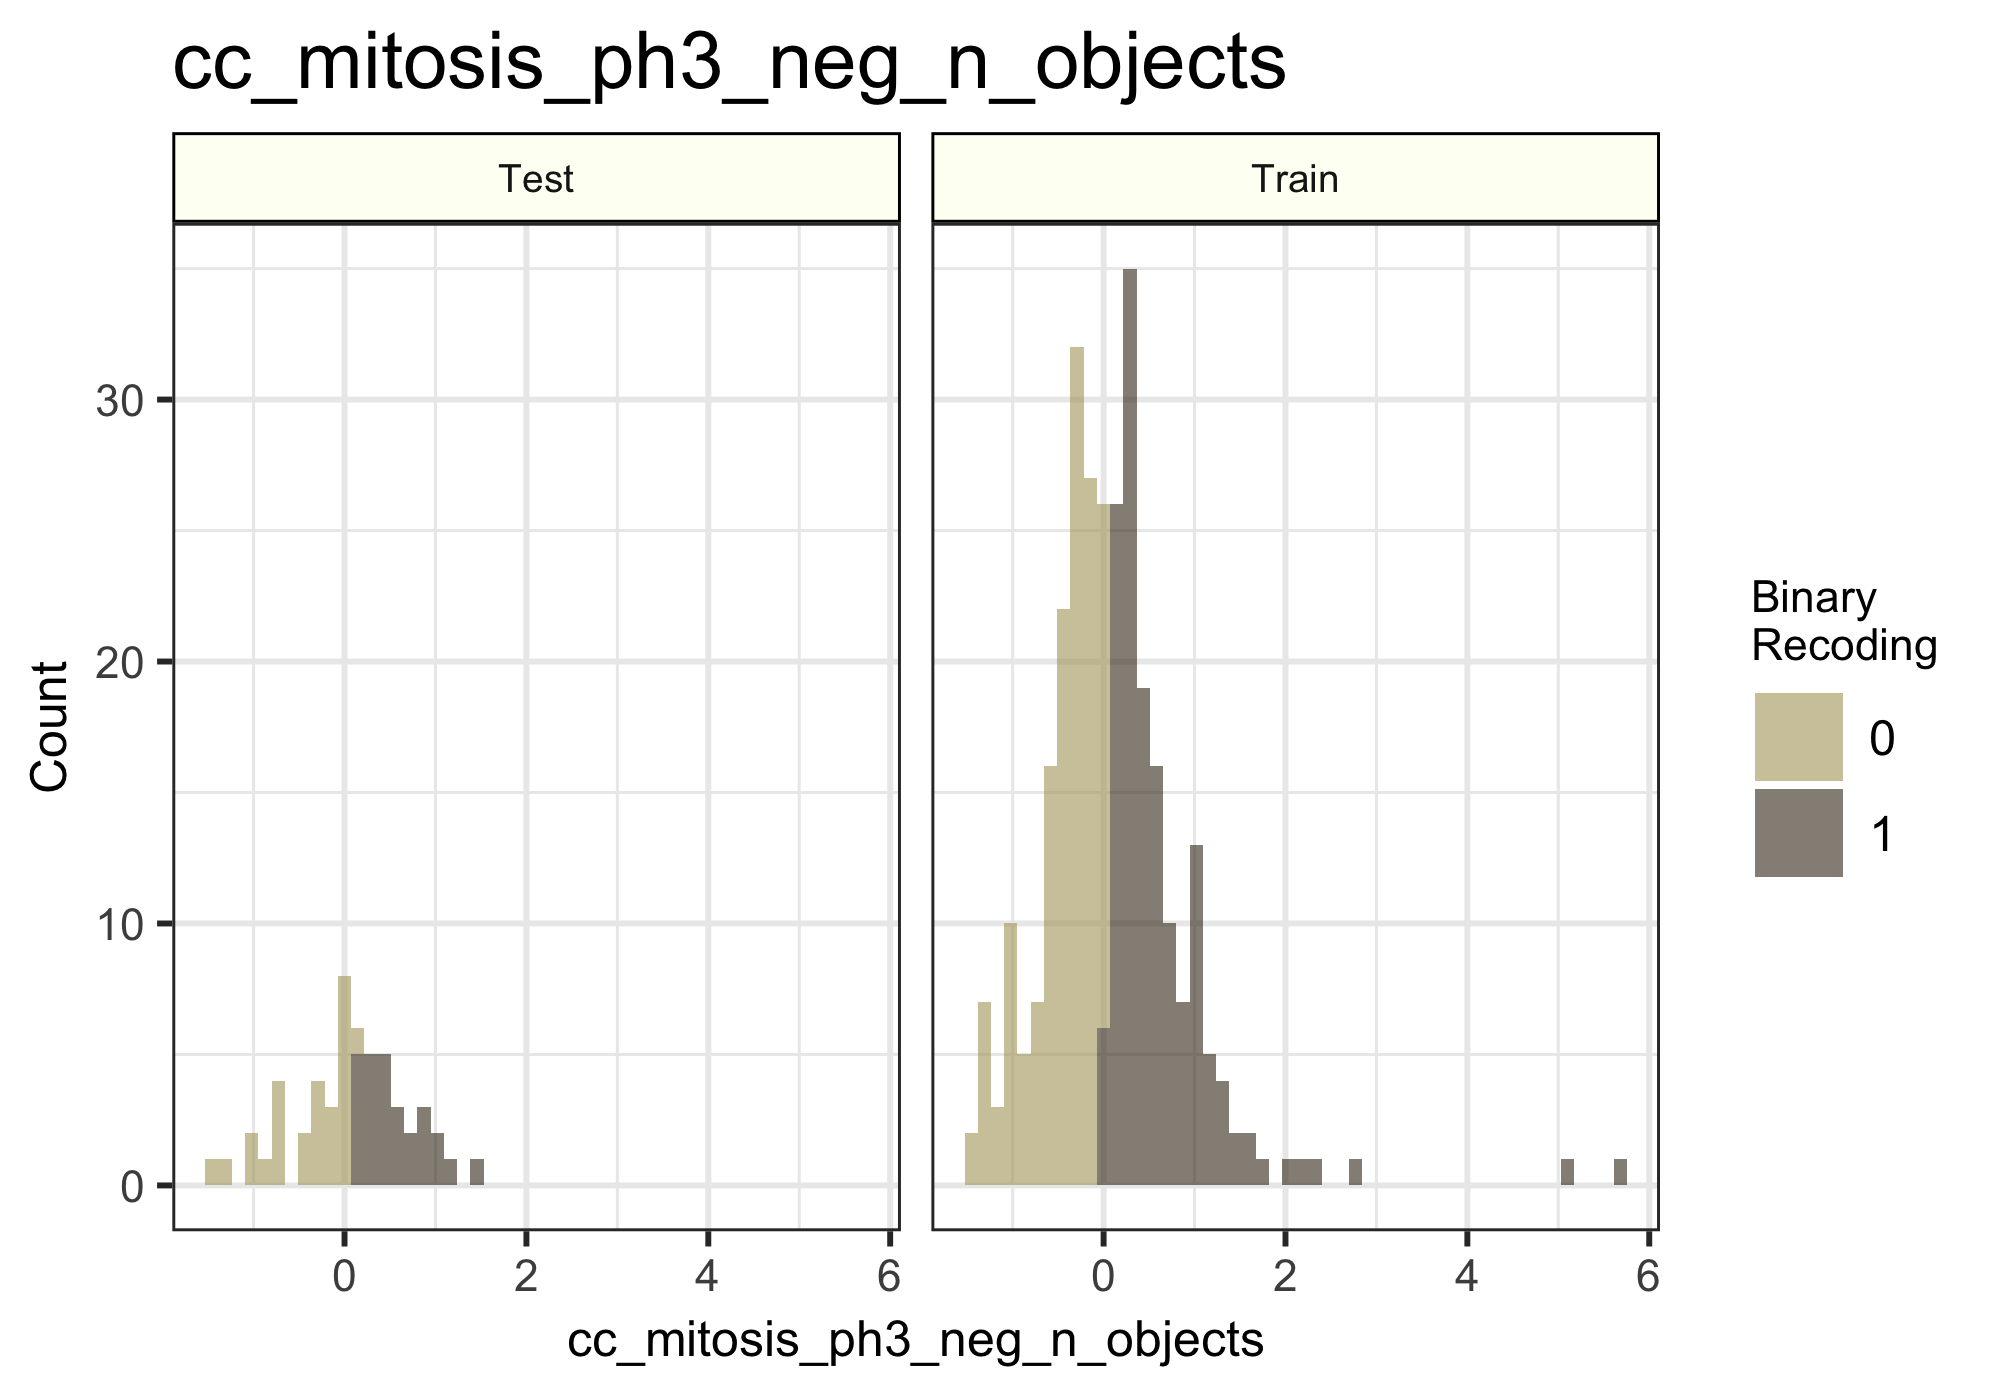 cc_mitosis_ph3_neg_n_objects
Test
Train
Count
30
20
10
0
0 2 4 6
0 2 4 6
cc_mitosis_ph3_neg_n_objects
Binary
Recoding
0
1